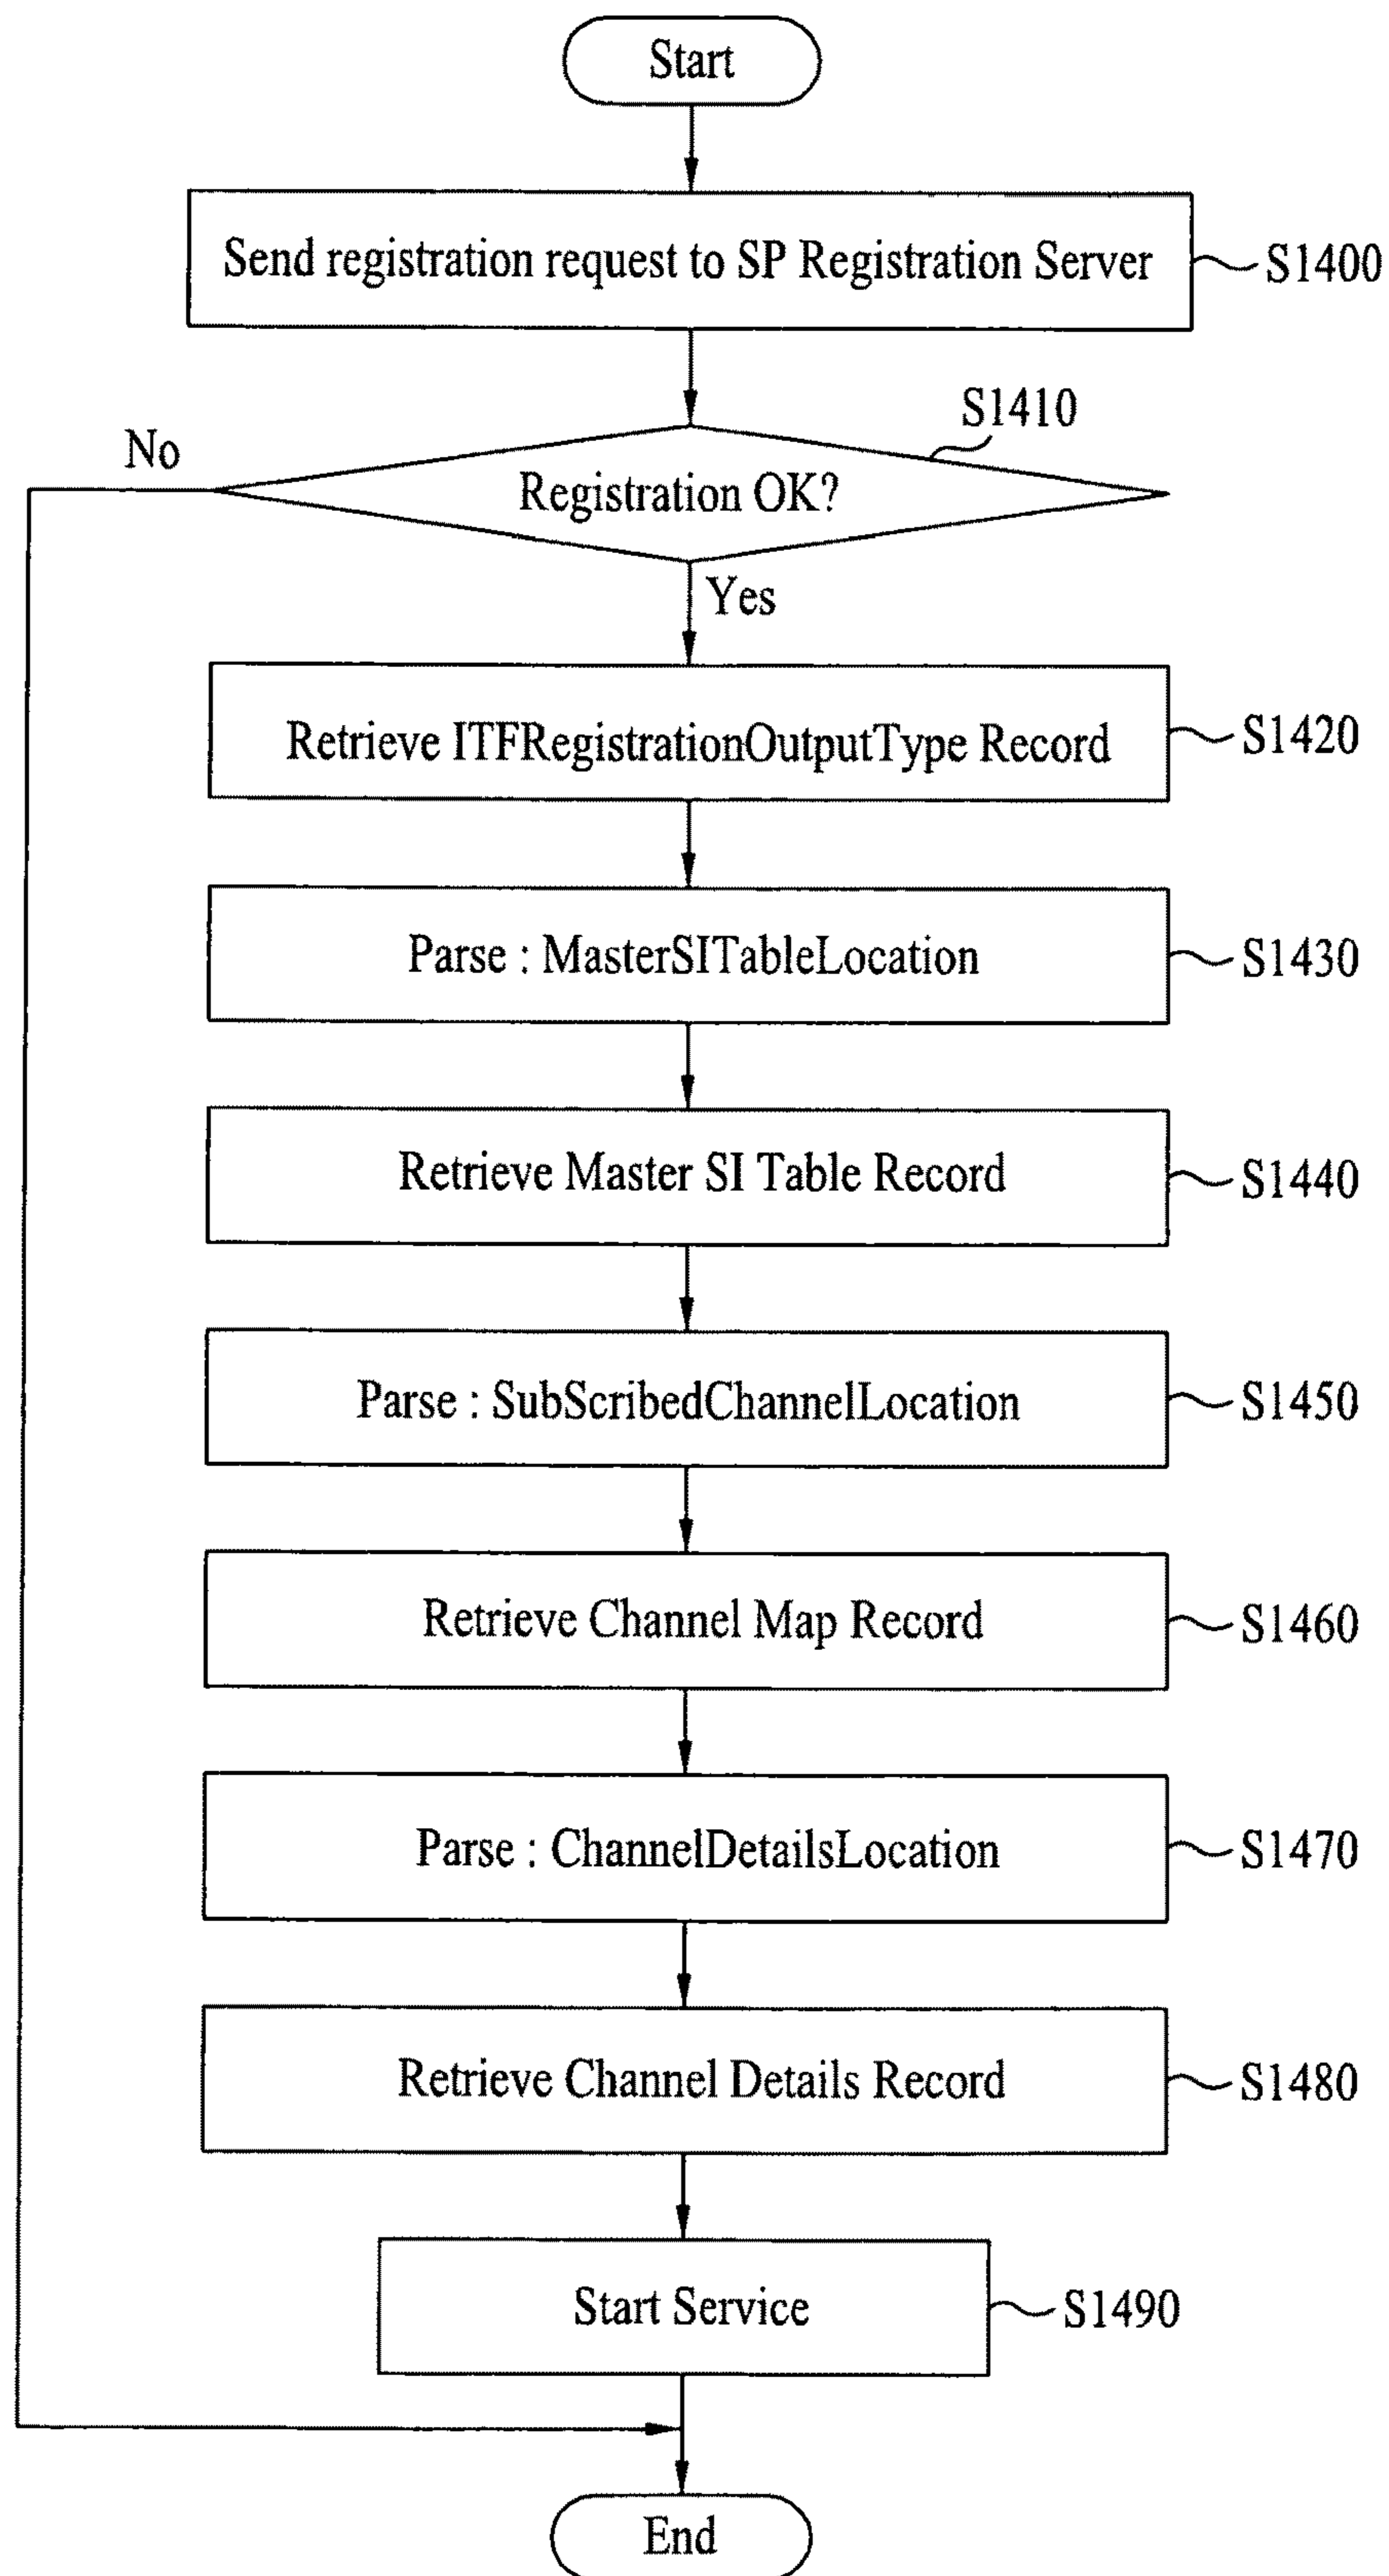 Start
Send registration request to SP Registration Server
S1400
S1410
No
Registration OK?
Yes
Retrieve ITFRegistrationOutputType Record
S1420
Parse : MasterSITableLocation
S1430
Retrieve Master SI Table Record
S1440
Parse : SubScribedChannelLocation
S1450
Retrieve Channel Map Record
S1460
Parse : ChannelDetailsLocation
S1470
Retrieve Channel Details Record
S1480
Start Service
S1490
End